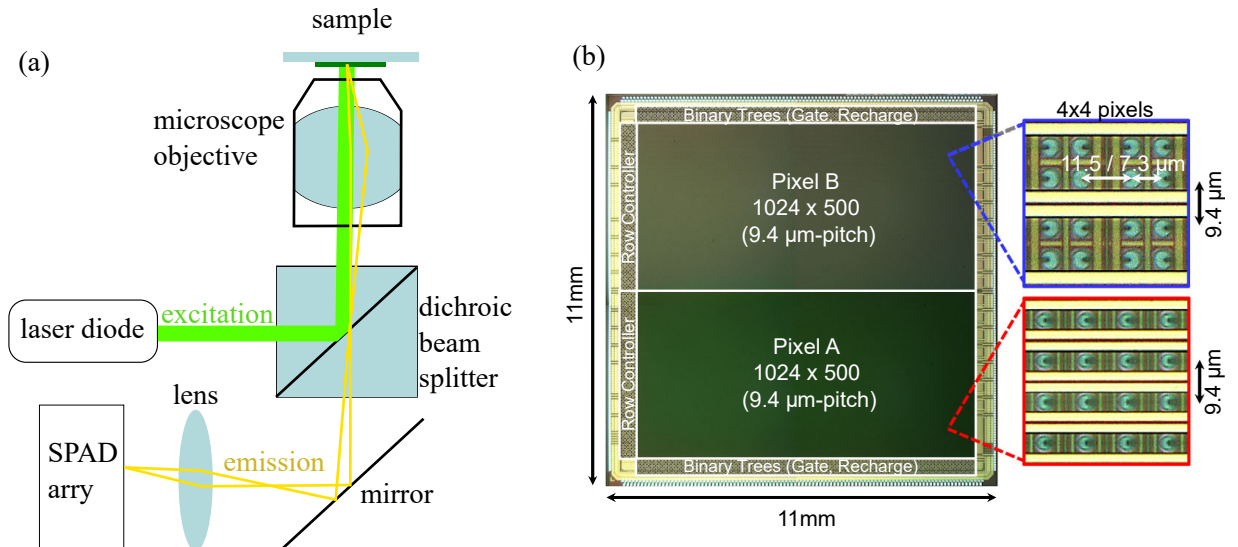 (a)
sample
microscope
objective
laser diode
excitation
dichroic
beam
splitter
lens
SPAD
arry
emission
mirror
(b)
Binary Trees (Gate, Recharge)
Row Controller
Pixel B
1024 x 500
(9.4 µm-pitch)
Row Controller
Pixel A
1024 x 500
(9.4 µm-pitch)
Binary Trees (Gate, Recharge)
11mm
11mm
4x4 pixels
11.5 / 7.3 µm
9.4 µm
9.4 µm